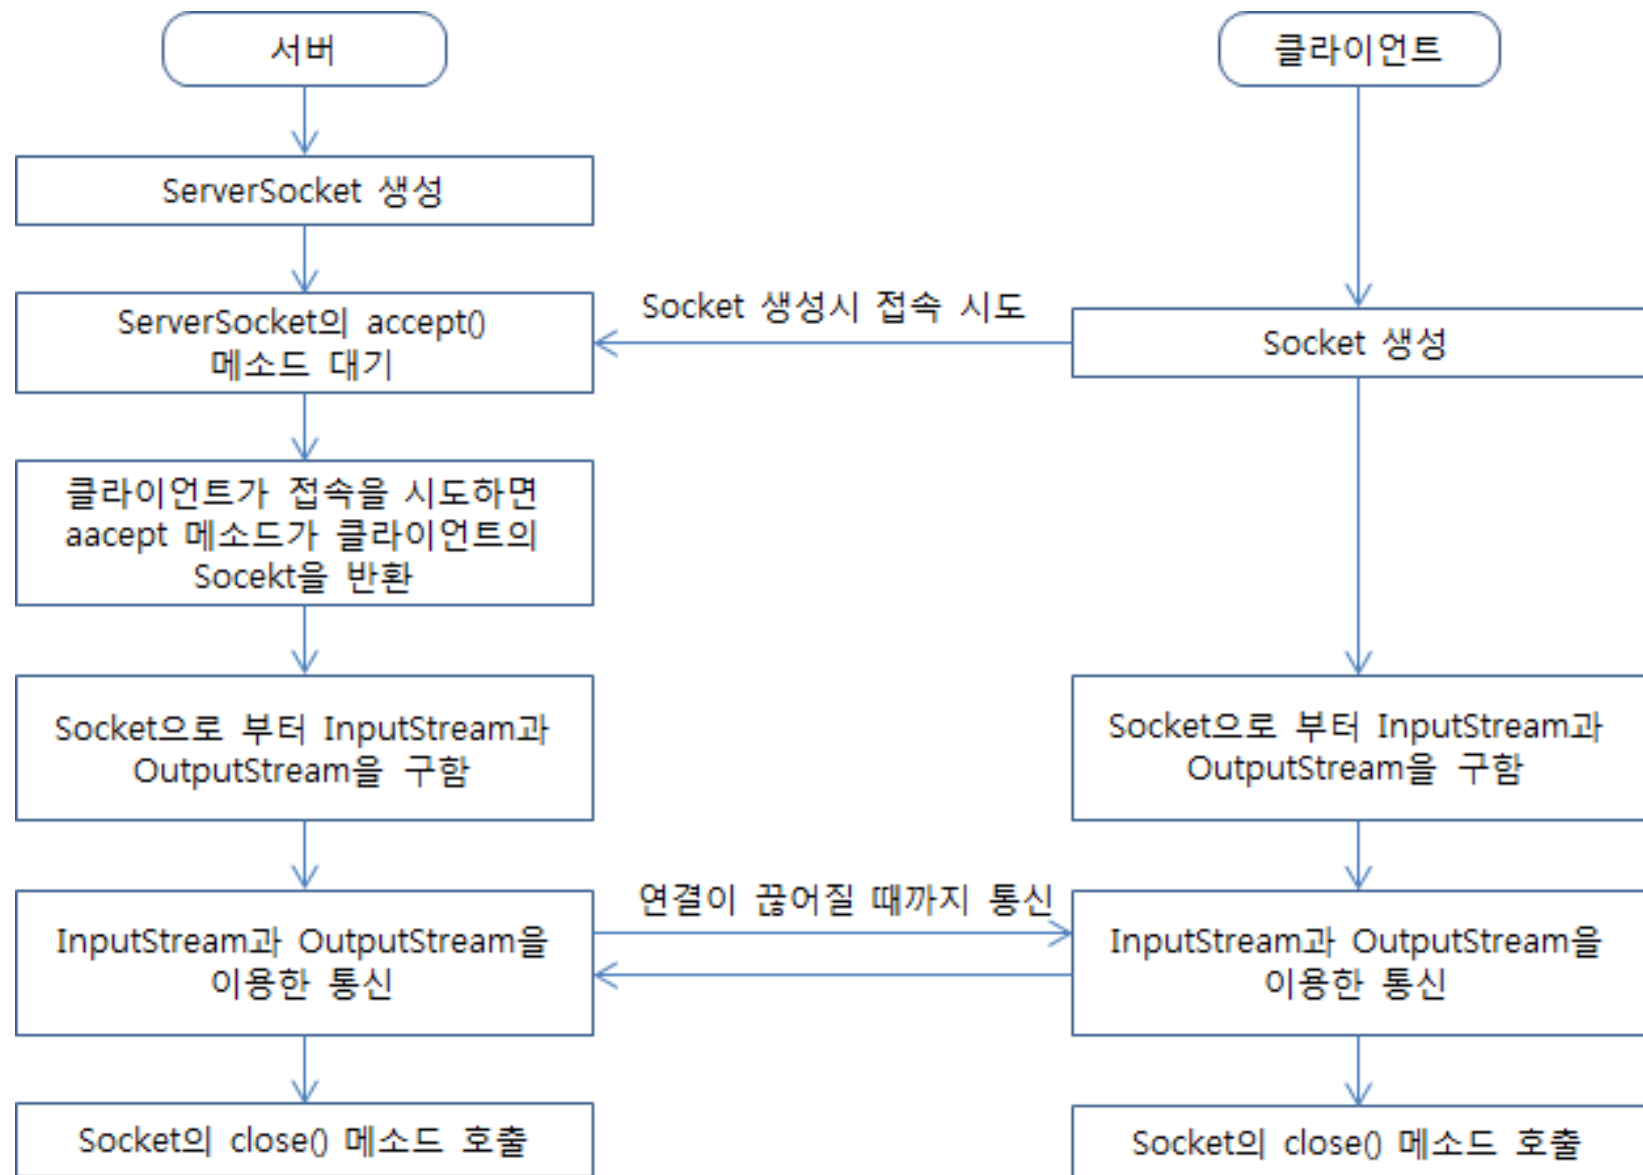 서버
클라이언트
ServerSocket 생성
ServerSocket의 accept()
메소드 대기
Socket 생성시 접속 시도
Socket 생성
클라이언트가 접속을 시도하면
aacept 메소드가 클라이언트의
Socekt을 반환
Socket으로 부터 InputStream과
OutputStream을 구함
Socket으로 부터 InputStream과
OutputStream을 구함
연결이 끊어질 때까지 통신
InputStream과 OutputStream을
이용한 통신
InputStream과 OutputStream을
이용한 통신
Socket의 close() 메소드 호출
Socket의 close() 메소드 호출